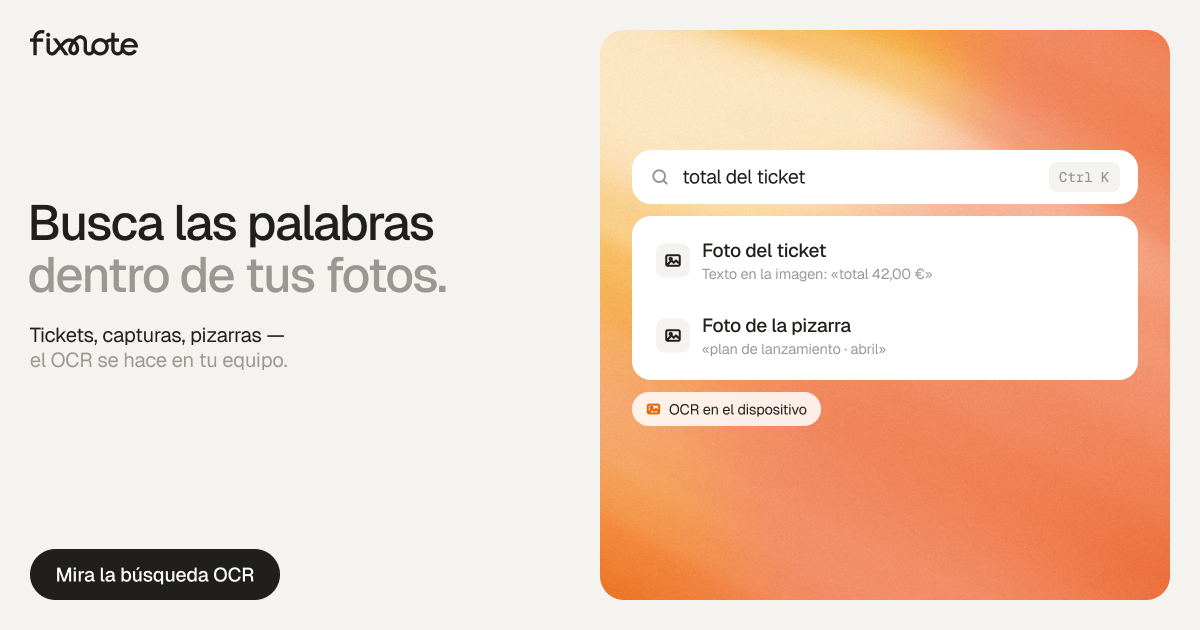 fixnote
Busca las palabras
dentro de tus fotos.
Tickets, capturas, pizarras —
el OCR se hace en tu equipo.
Mira la búsqueda OCR
total del ticket
Ctrl K
Foto del ticket
Texto en la imagen: «total 42,00 €»
Foto de la pizarra
«plan de lanzamiento · abril»
OCR en el dispositivo